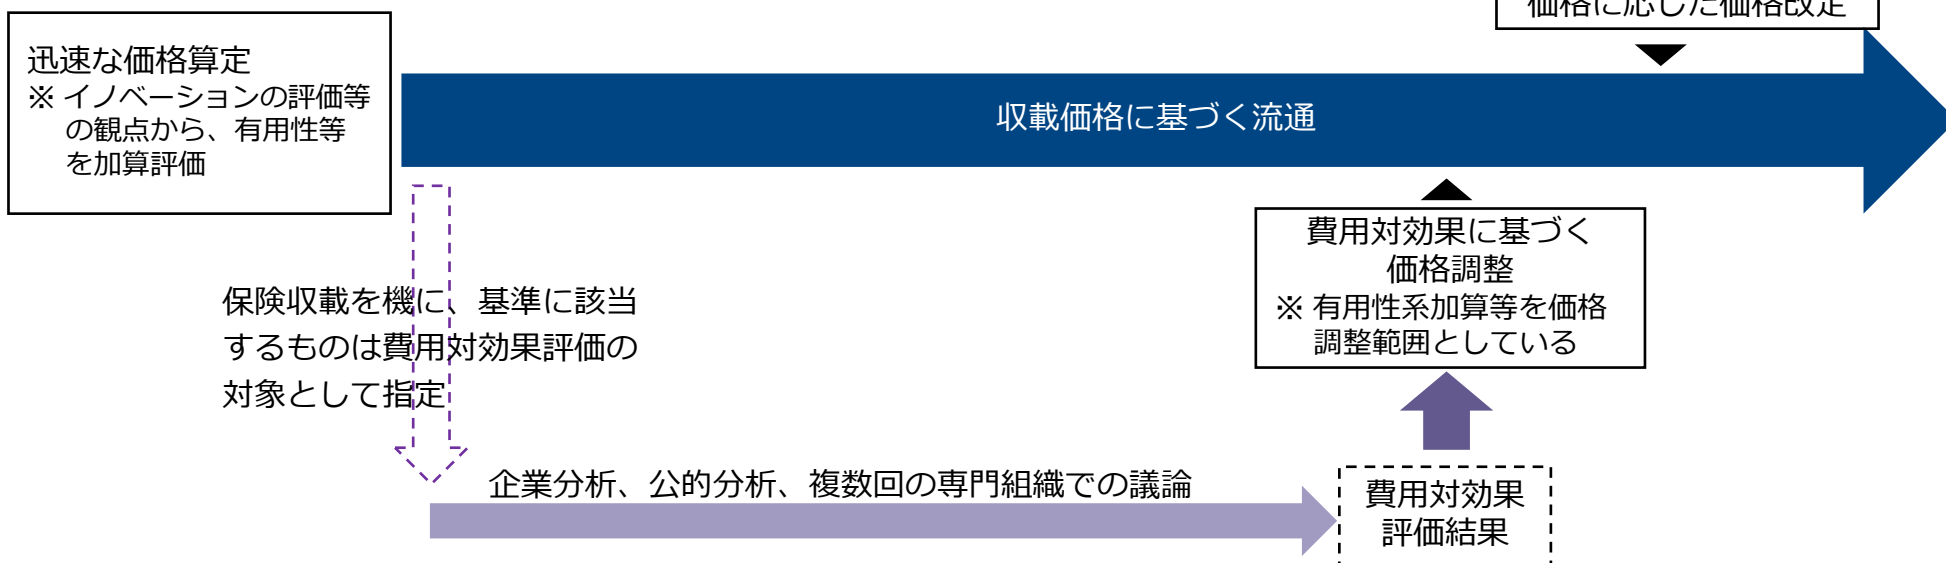 価格に応じた価格改定
迅速な価格算定
※ イノベーションの評価等
の観点から、有用性等
を加算評価
収載価格に基づく流通
費用対効果に基づく
価格調整
※ 有用性系加算等を価格
調整範囲としている
保険収載を機に、基準に該当
するものは費用対効果評価の
対象として指定
企業分析、公的分析、複数回の専門組織での議論
費用対効果
評価結果